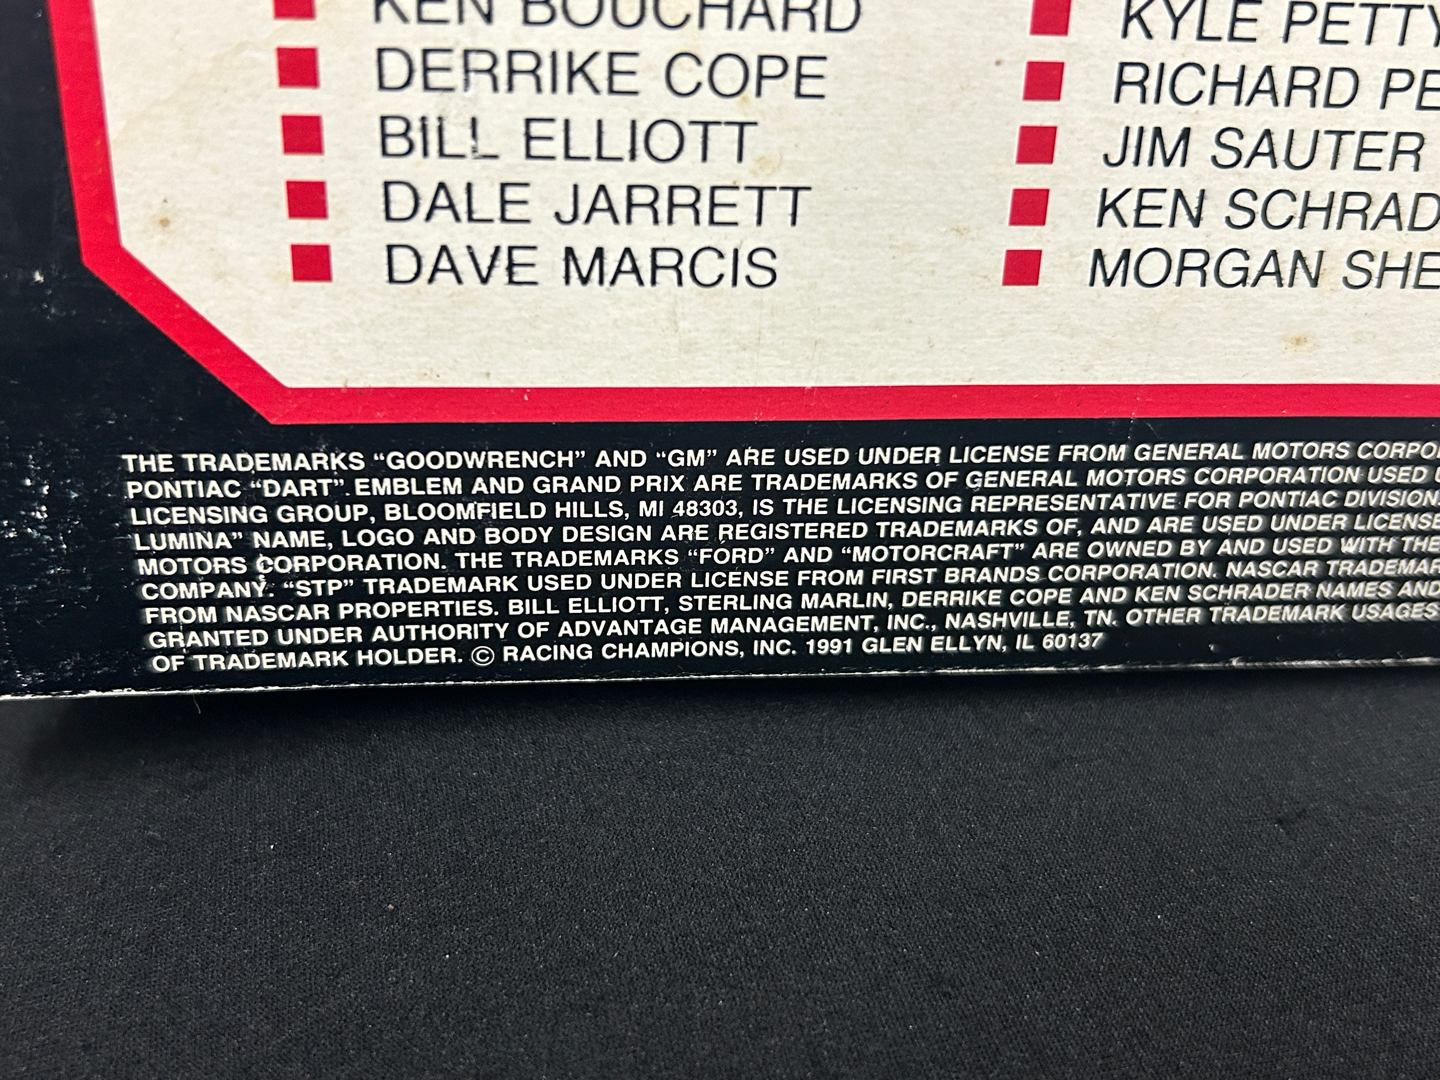 KEN BOUCHARD
DERRIKE COPE
BILL ELLIOTT
DALE JARRETT
DAVE MARCIS
KYLE PETTY
RICHARD PE
JIM SAUTER
KEN SCHRAD
MORGAN SHE
THE TRADEMARKS “GOODWRENCH” AND “GM” ARE USED UNDER LICENSE FROM GENERAL MOTORS CORPO
PONTIAC “DART”. EMBLEM AND GRAND PRIX ARE TRADEMARKS OF GENERAL MOTORS CORPORATION USED U
LICENSING GROUP, BLOOMFIELD HILLS, MI 48303, IS THE LICENSING REPRESENTATIVE FOR PONTIAC DIVISION.
LUMINA” NAME, LOGO AND BODY DESIGN ARE REGISTERED TRADEMARKS OF, AND ARE USED UNDER LICENSE
MOTORS CORPORATION. THE TRADEMARKS “FORD” AND “MOTORCRAFT” ARE OWNED BY AND USED WITH THE
COMPANY. “STP” TRADEMARK USED UNDER LICENSE FROM FIRST BRANDS CORPORATION. NASCAR TRADEMAR
FROM NASCAR PROPERTIES. BILL ELLIOTT, STERLING MARLIN, DERRIKE COPE AND KEN SCHRADER NAMES AND
GRANTED UNDER AUTHORITY OF ADVANTAGE MANAGEMENT, INC., NASHVILLE, TN. OTHER TRADEMARK USAGES
OF TRADEMARK HOLDER. © RACING CHAMPIONS, INC. 1991 GLEN ELLYN, IL 60137